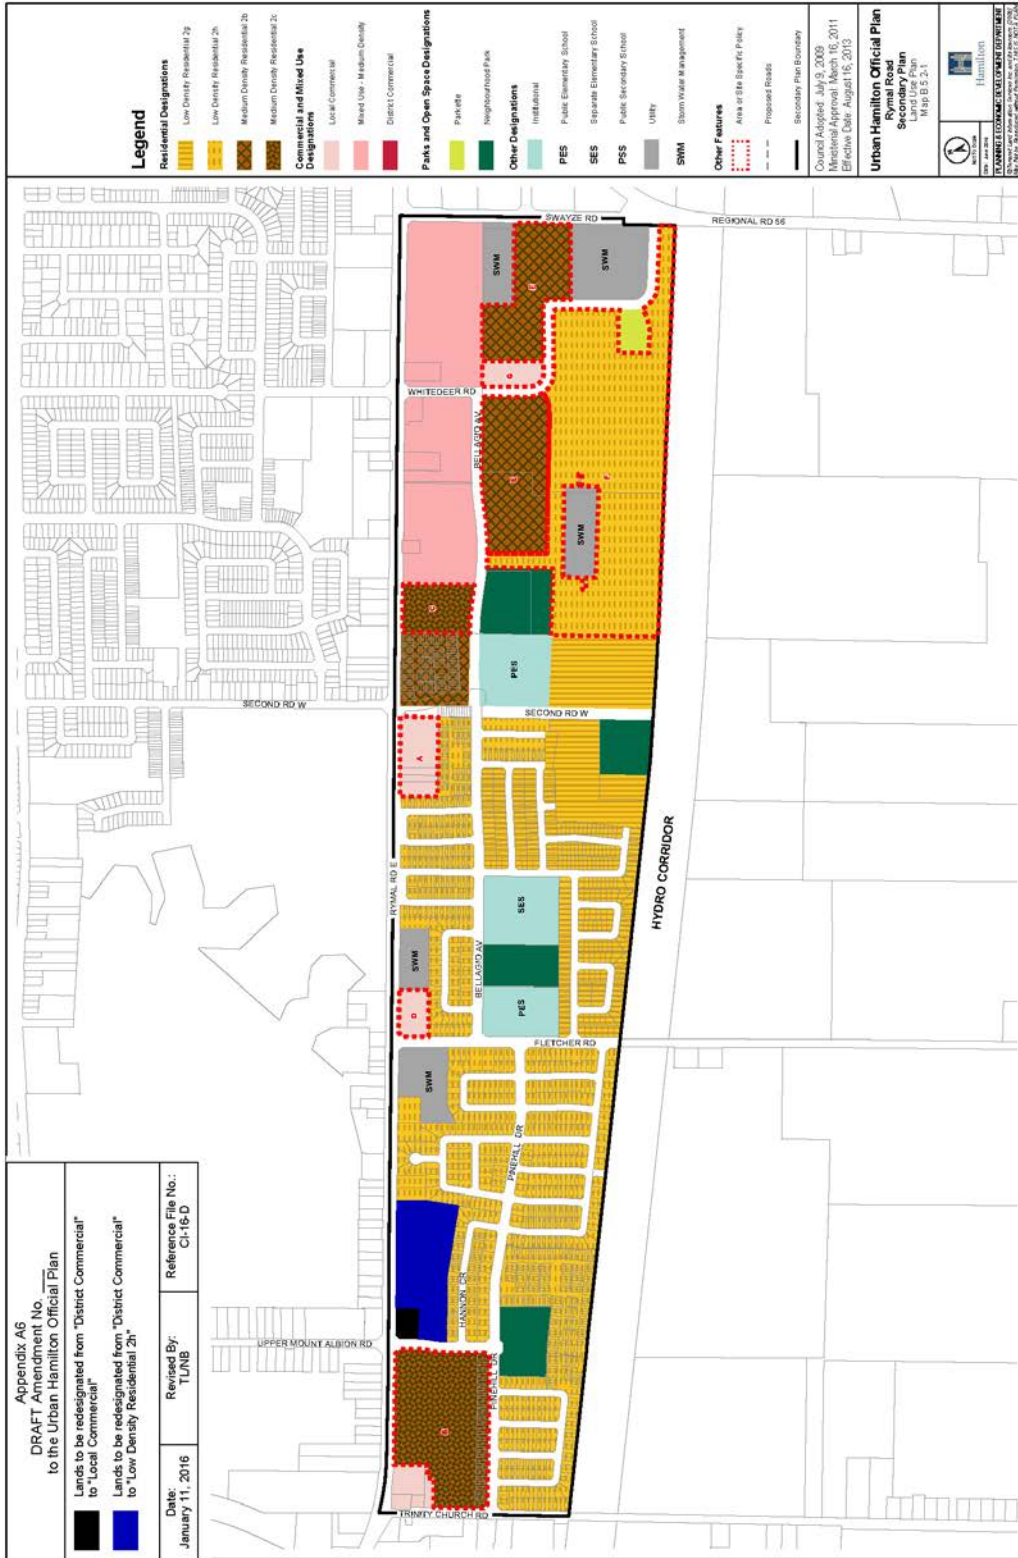 Appendix A6
DRAFT Amendment No. ____
to the Urban Hamilton Official Plan
Lands to be redesignated from "District Commercial"
to "Local Commercial"
Lands to be redesignated from "District Commercial"
to "Low Density Residential 2h"
Date:
January 11, 2016
Revised By:
TL/NB
Reference File No.:
CI-16-D
UPPER MOUNT ALBION RD
TRINITY CHURCH RD
PINEHILL DR
HANNON CR
PINEHILL DR
SWM
FLETCHER RD
D
SWM
RYMAL RD E
BELLAGIO AV
PES
SES
HYDRO CORRIDOR
A
SECOND RD W
SECOND RD W
PES
C
BELLAGIO AV
WHITEDEER RD
SWM
SWM
SWM
SWAYZE RD
REGIONAL RD 56
Legend
Residential Designations
Low Density Residential 2g
Low Density Residential 2h
Medium Density Residential 2b
Medium Density Residential 2c
Commercial and Mixed Use
Designations
Local Commercial
Mixed Use - Medium Density
District Commercial
Parks and Open Space Designations
Parkette
Neighbourhood Park
Other Designations
Institutional
PES Public Elementary School
SES Separate Elementary School
PSS Public Secondary School
Utility
SWM Storm Water Management
Other Features
Area or Site Specific Policy
Proposed Roads
Secondary Plan Boundary
Council Adopted: July 9, 2009
Ministerial Approval: March 16, 2011
Effective Date: August 16, 2013
Urban Hamilton Official Plan
Rymal Road
Secondary Plan
Land Use Plan
Map B.5.2-1
Hamilton
PLANNING & ECONOMIC DEVELOPMENT DEPARTMENT